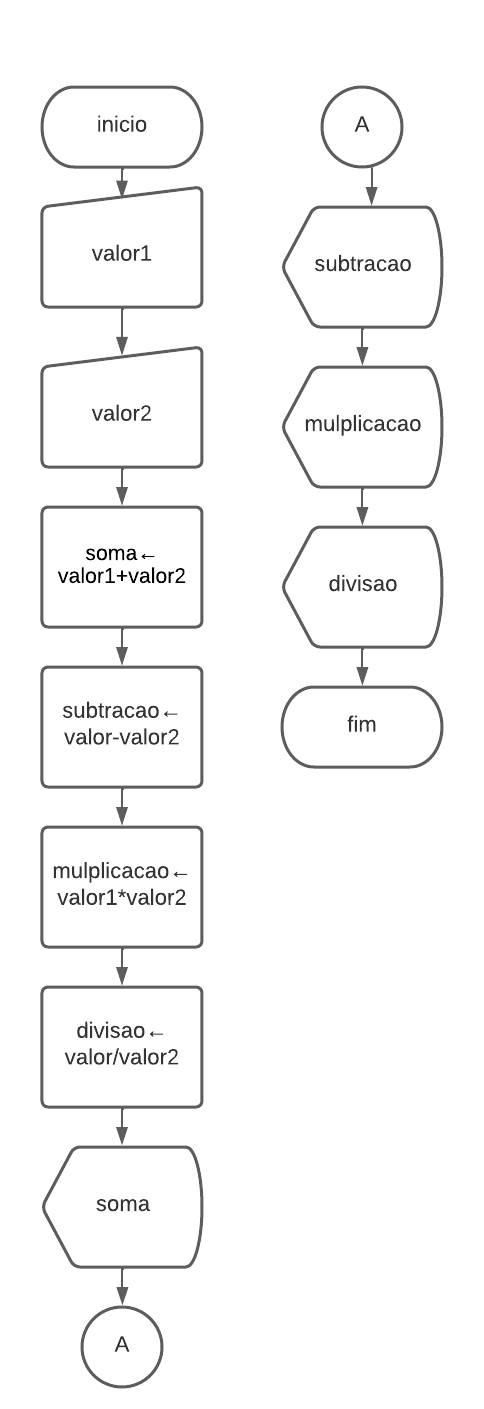 inicio
valor1
valor2
soma←
valor1+valor2
subtracao←
valor-valor2
mulplicacao←
valor1*valor2
divisao←
valor/valor2
soma
A
A
subtracao
mulplicacao
divisao
fim